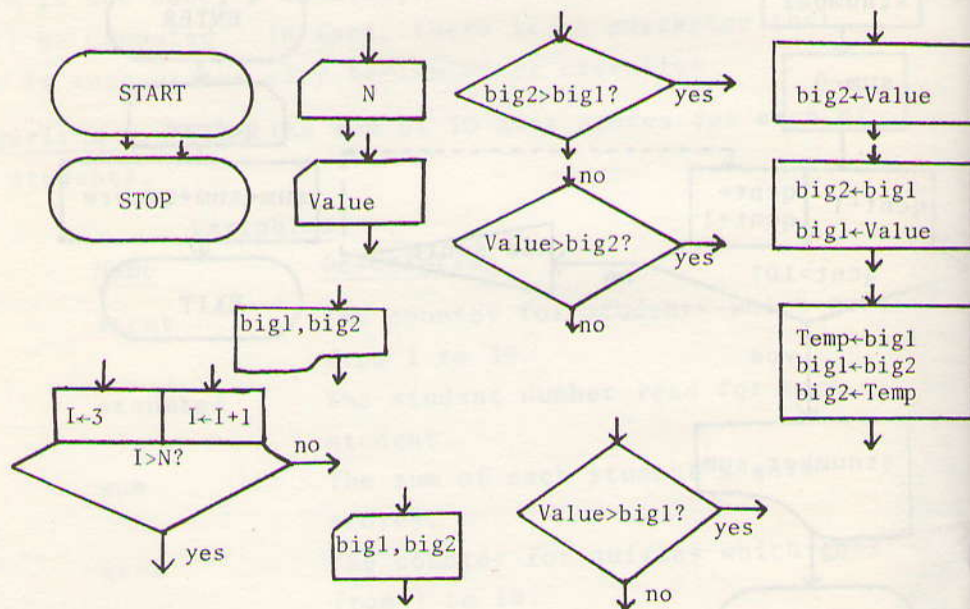 START
STOP
N
Value
big1,big2
I←3
I←I+1
I>N?
no
yes
big1,big2
big2>big1?
yes
no
Value>big2?
yes
no
Value>big1?
yes
no
big2←Value
big2←big1
big1←Value
Temp←big1
big1←big2
big2←Temp